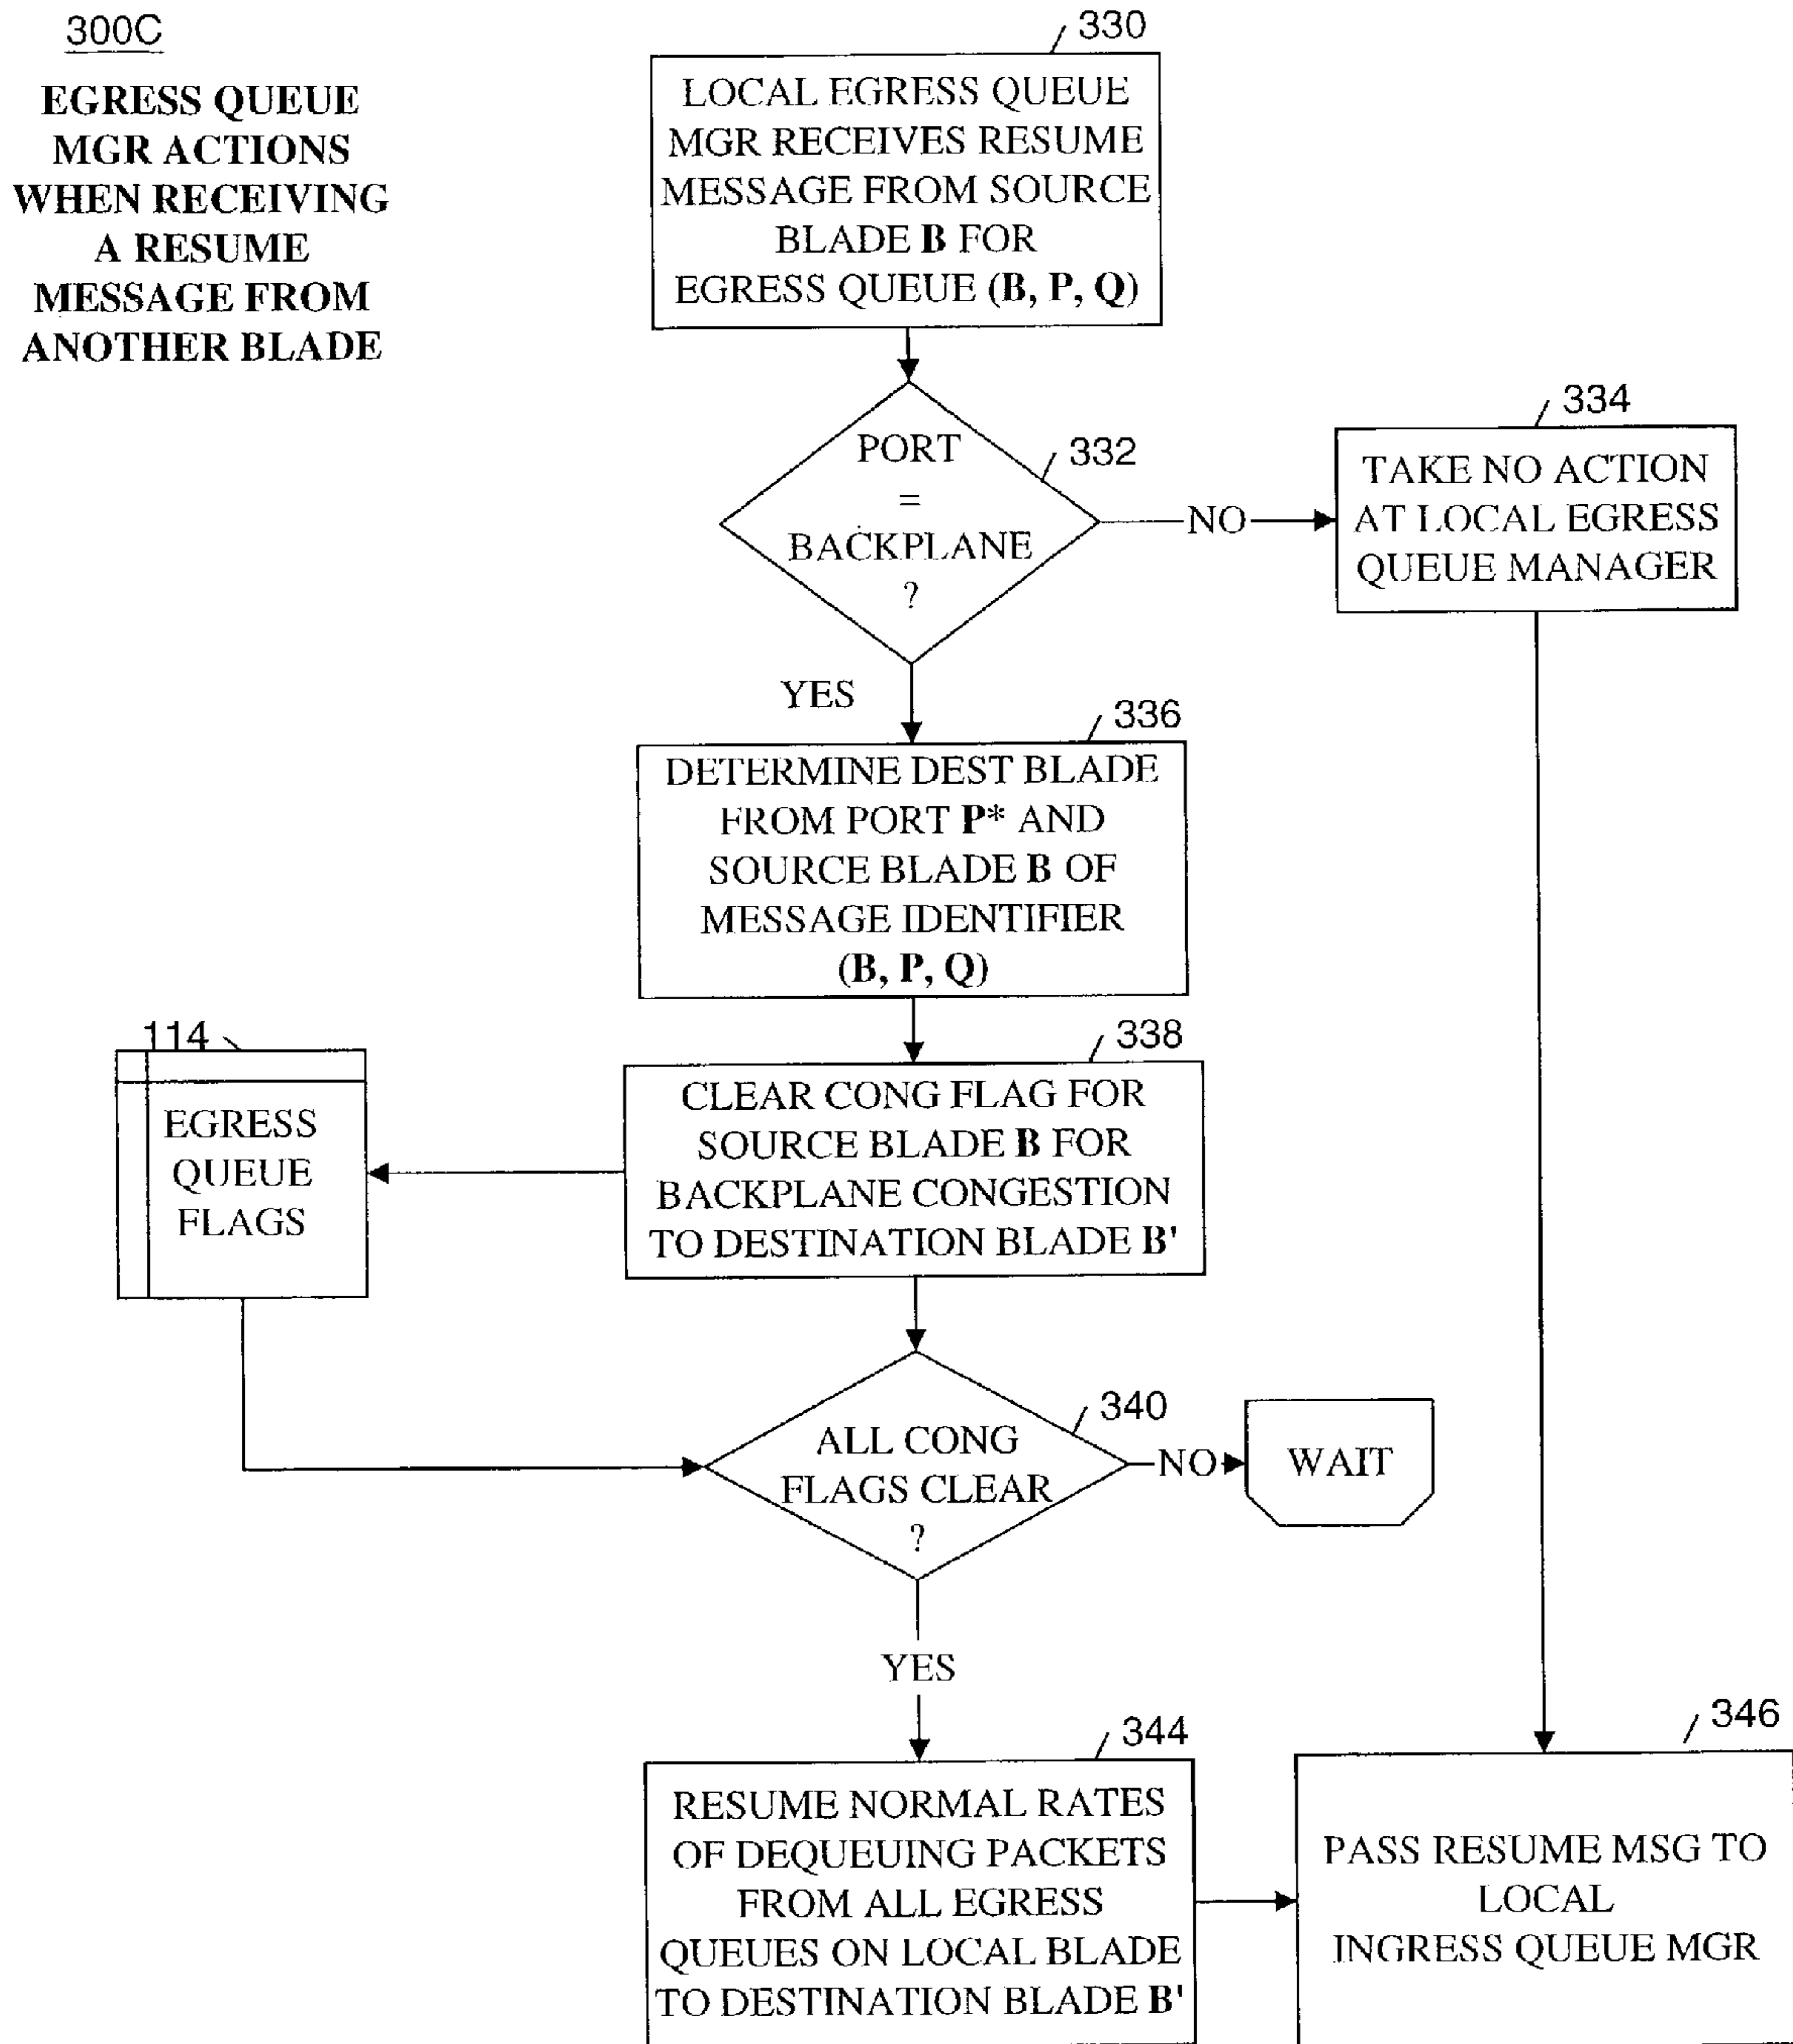 300C
EGRESS QUEUE
MGR ACTIONS
WHEN RECEIVING
A RESUME
MESSAGE FROM
ANOTHER BLADE
330
LOCAL EGRESS QUEUE
MGR RECEIVES RESUME
MESSAGE FROM SOURCE
BLADE B FOR
EGRESS QUEUE (B, P, Q)
332
PORT
=
BACKPLANE
?
NO
334
TAKE NO ACTION
AT LOCAL EGRESS
QUEUE MANAGER
YES
336
DETERMINE DEST BLADE
FROM PORT P* AND
SOURCE BLADE B OF
MESSAGE IDENTIFIER
(B, P, Q)
114
EGRESS
QUEUE
FLAGS
338
CLEAR CONG FLAG FOR
SOURCE BLADE B FOR
BACKPLANE CONGESTION
TO DESTINATION BLADE B'
340
ALL CONG
FLAGS CLEAR
?
NO
WAIT
YES
344
RESUME NORMAL RATES
OF DEQUEUING PACKETS
FROM ALL EGRESS
QUEUES ON LOCAL BLADE
TO DESTINATION BLADE B'
346
PASS RESUME MSG TO
LOCAL
INGRESS QUEUE MGR